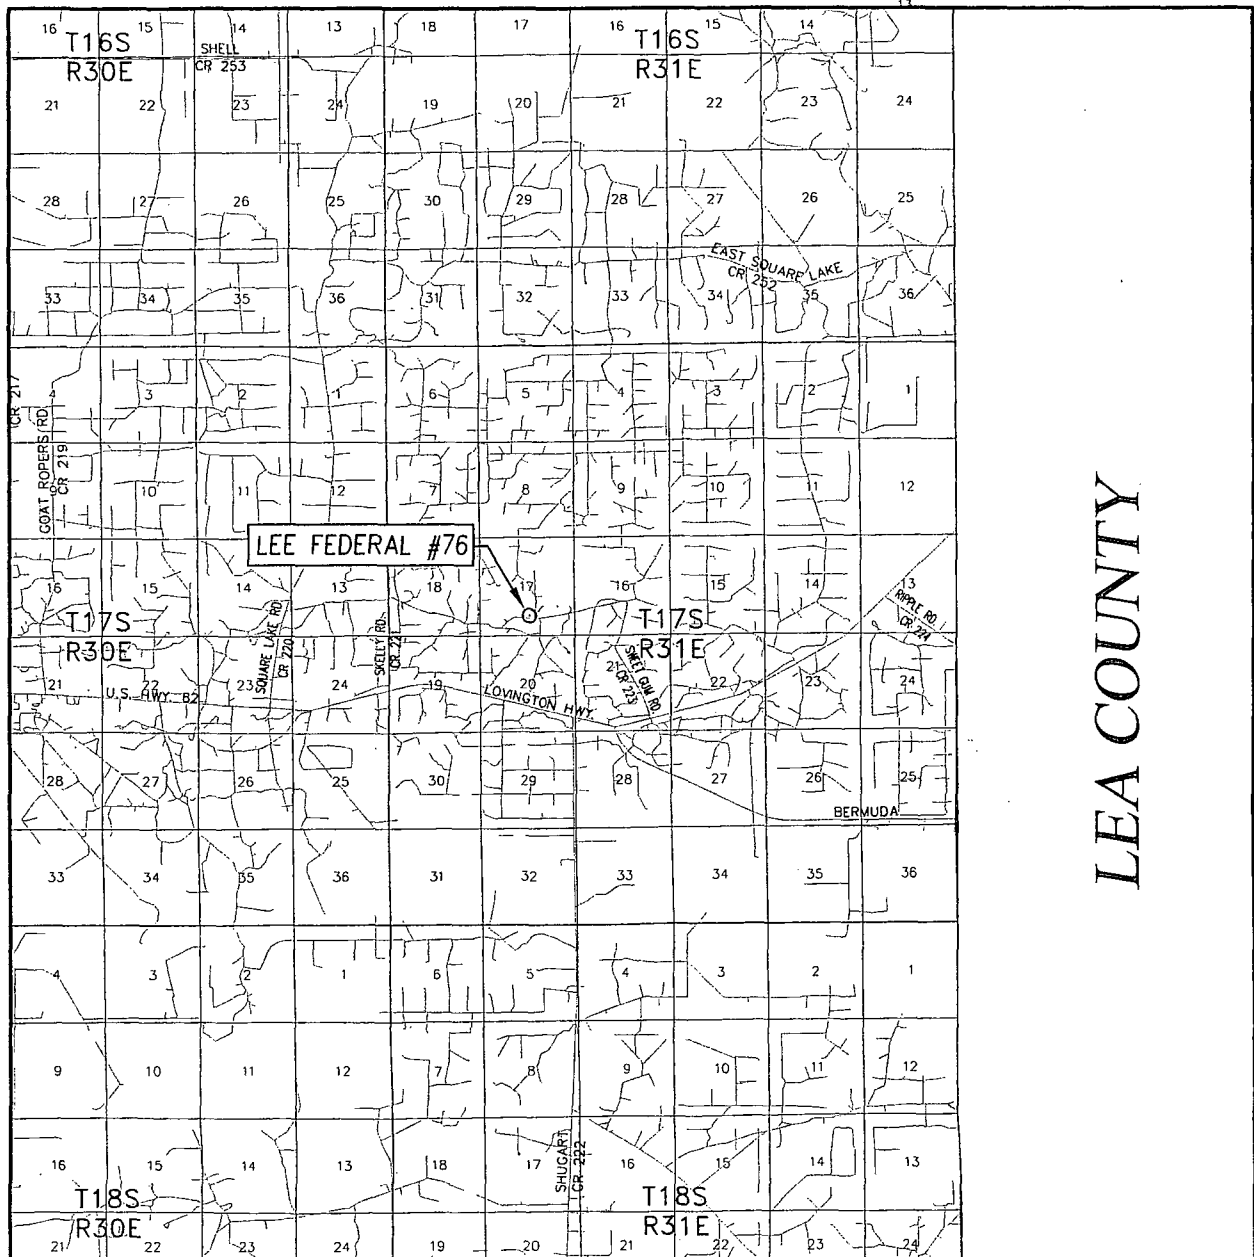 13
16 15 14 13 18 17 16 15 14
T16S
R30E
SHELL
CR 253
T16S
R31E
21 22 23 24 19 20 21 22 23 24
28 27 26 25 30 29 28 27 26 25
EAST SQUARE LAKE
CR 252
33 34 35 36 31 32 33 34 35 36
CR 217
4 3 2 1 6 5 4 3 2 1
GOAT ROPERS RD.
CR 219
9 10 11 12 7 8 9 10 11 12
LEE FEDERAL #76
16 15 14 13 18 17 16 15 14 13
RIPPLE RD.
CR 224
T17S
R30E
SQUARE LAKE RD
CR 220
SKELLY RD.
CR 221
T17S
R31E
SWEET GUM RD.
CR 223
21 22 23 24 19 20 21 22 23 24
U.S. HWY. 82
LOVINGTON HWY.
28 27 26 25 30 29 28 27 26 25
BERMUDA
33 34 35 36 31 32 33 34 35 36
4 3 2 1 6 5 4 3 2 1
9 10 11 12 7 8 9 10 11 12
SHUGART
CR 222
16 15 14 13 18 17 16 15 14 13
T18S
R30E
T18S
R31E
21 22 23 24 19 20 21 22 23 24
LEA COUNTY